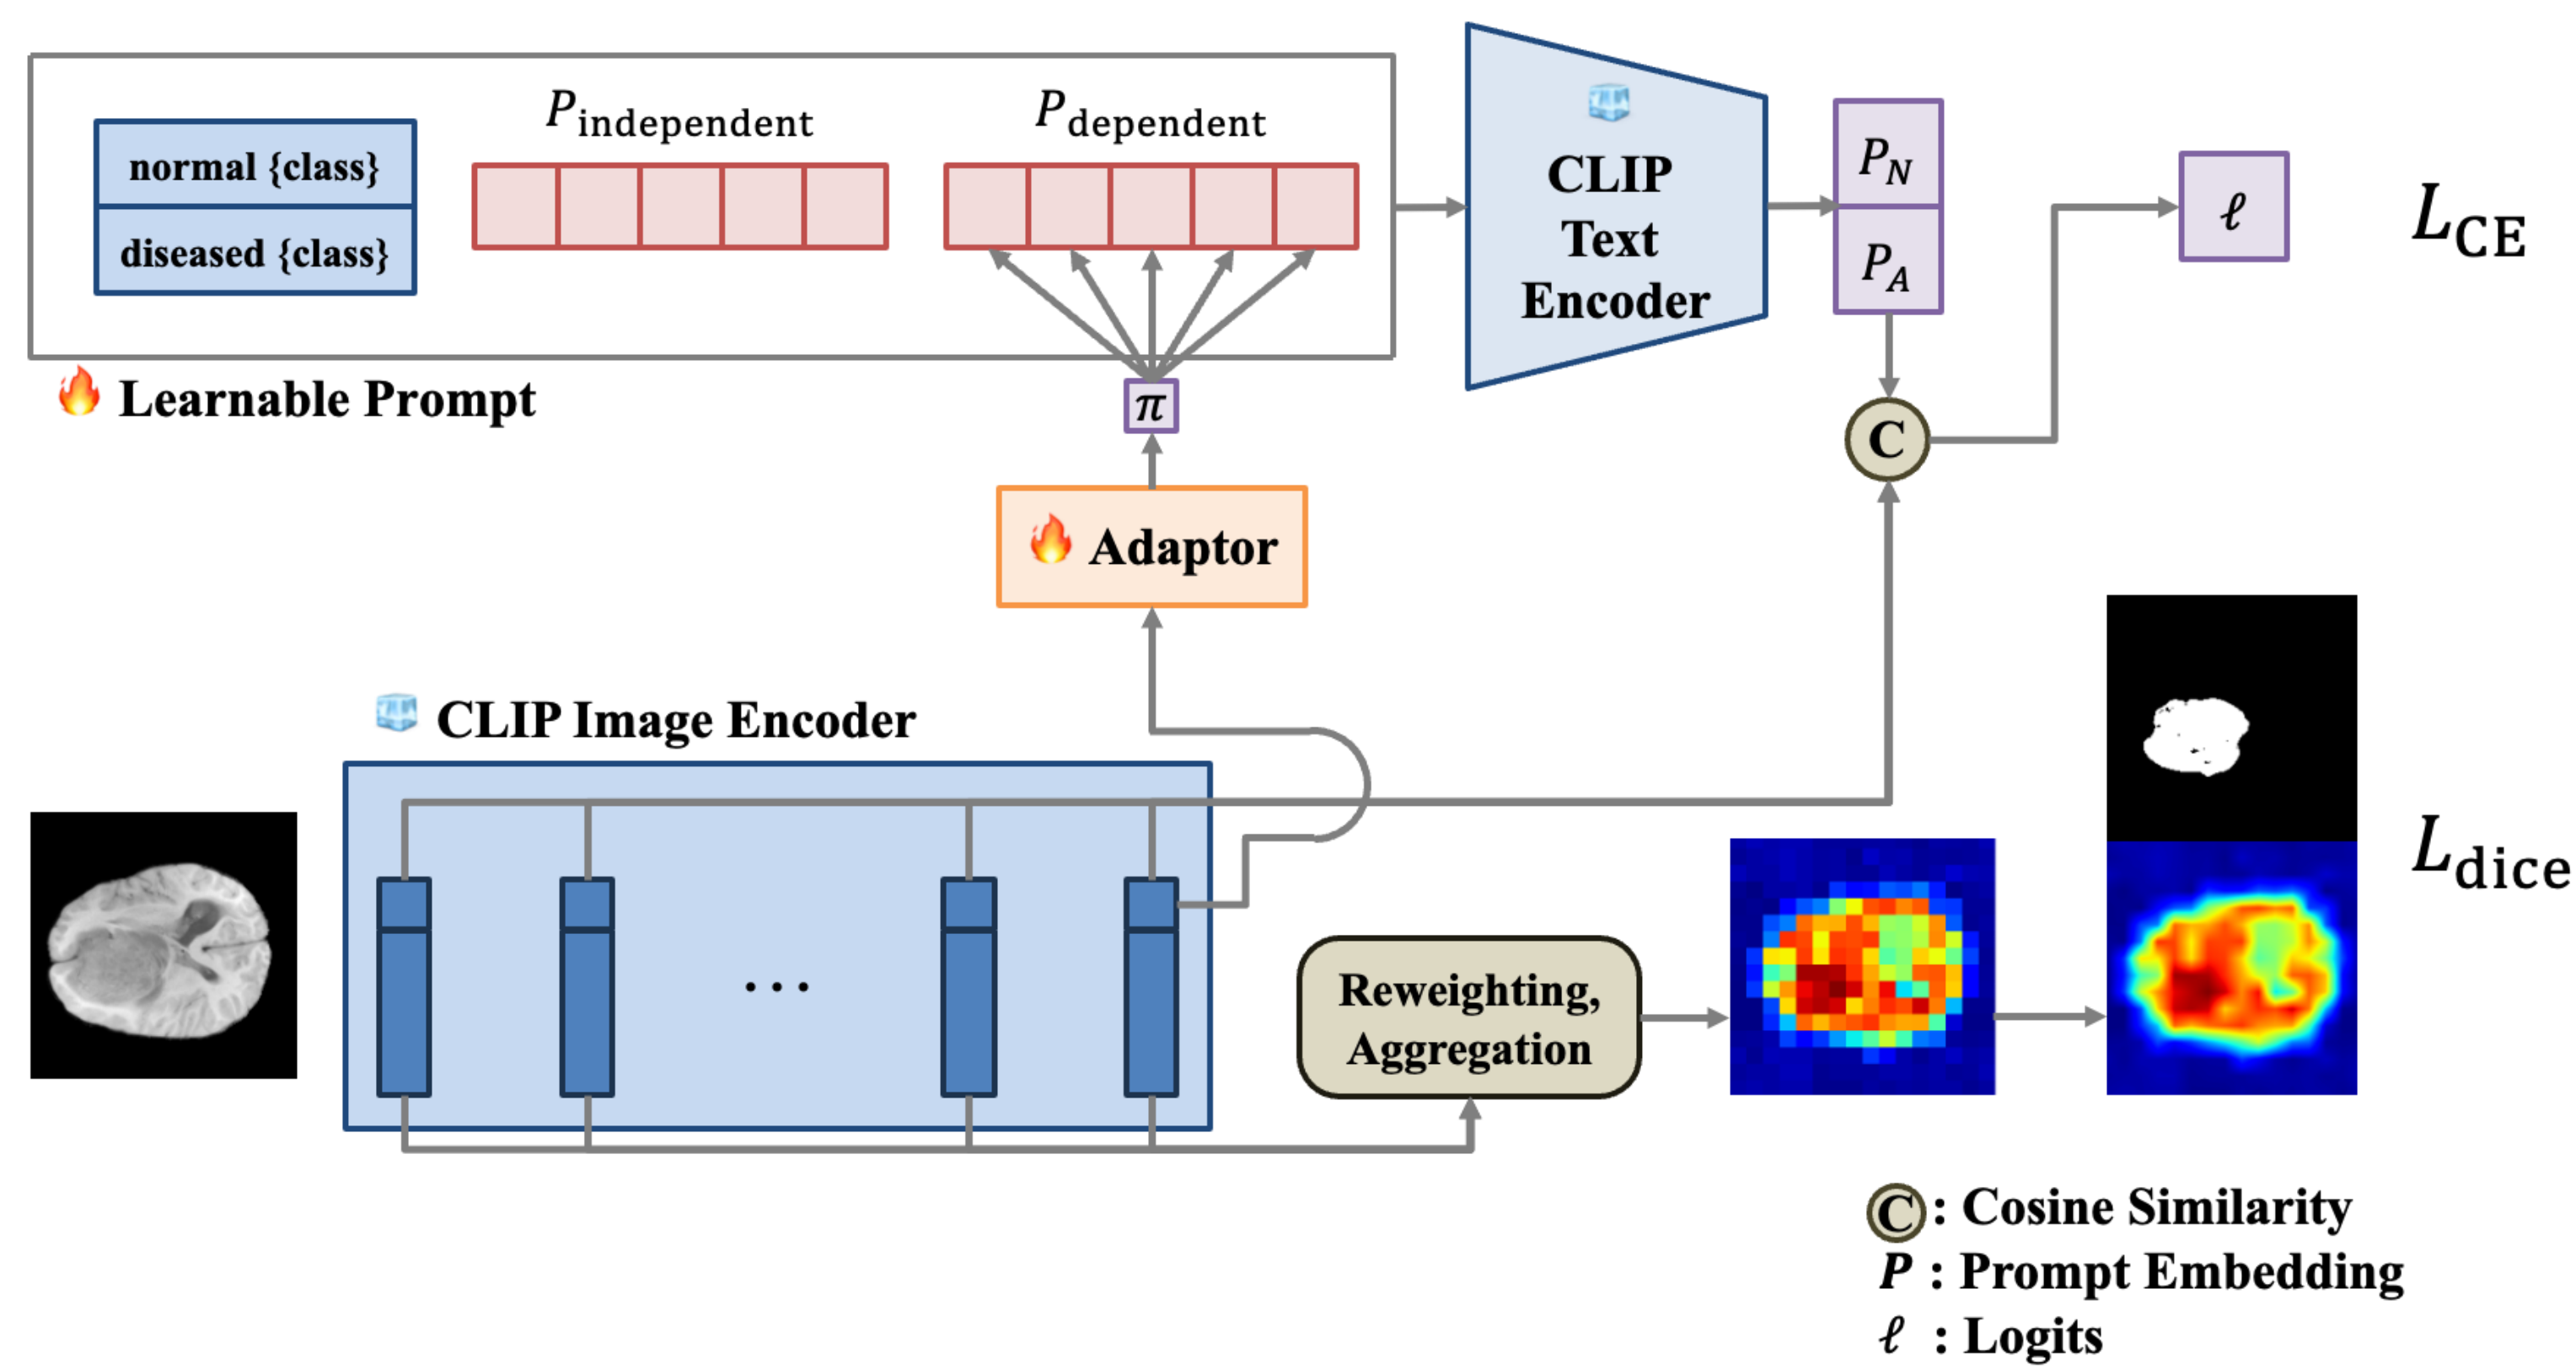 normal {class}
diseased {class}
P_independent
P_dependent
CLIP
Text
Encoder
P_N
P_A
ℓ
L_CE
Learnable Prompt
π
C
Adaptor
CLIP Image Encoder
...
Reweighting,
Aggregation
L_dice
C : Cosine Similarity
P : Prompt Embedding
ℓ : Logits